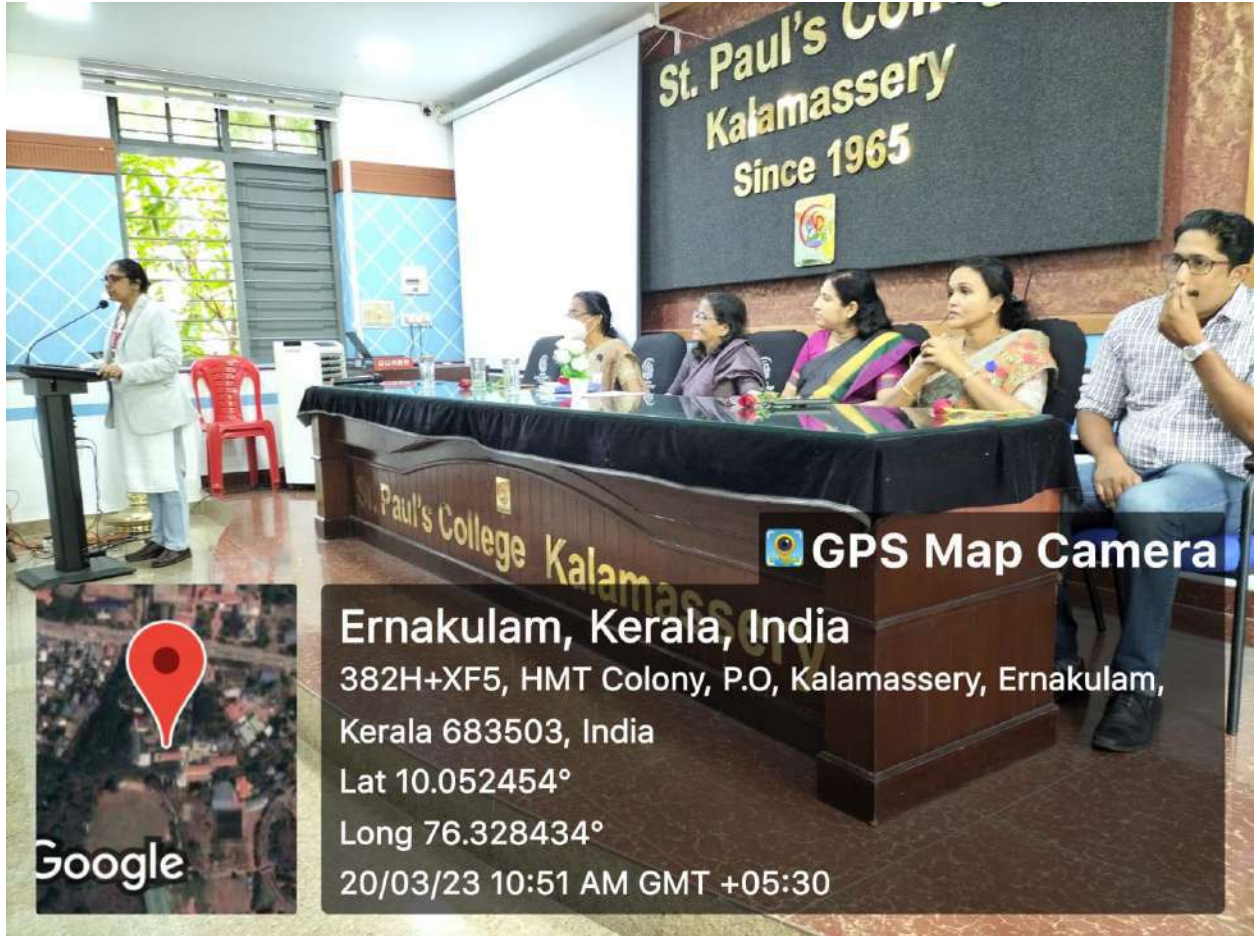 St. Paul's College
Kalamassery
Since 1965
St. Paul's College Kalamassery
GPS Map Camera
Ernakulam, Kerala, India
382H+XF5, HMT Colony, P.O, Kalamassery, Ernakulam,
Kerala 683503, India
Lat 10.052454°
Long 76.328434°
20/03/23 10:51 AM GMT +05:30
Google